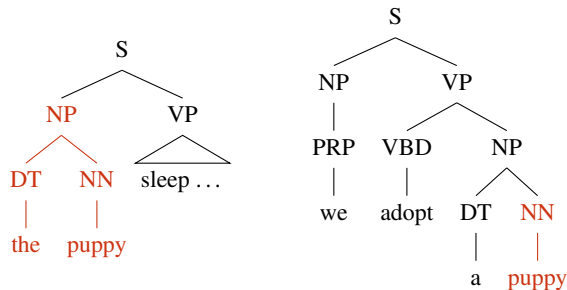 S
NP VP
DT NN sleep ...
the puppy
S
NP VP
PRP VBD NP
we adopt DT NN
a puppy